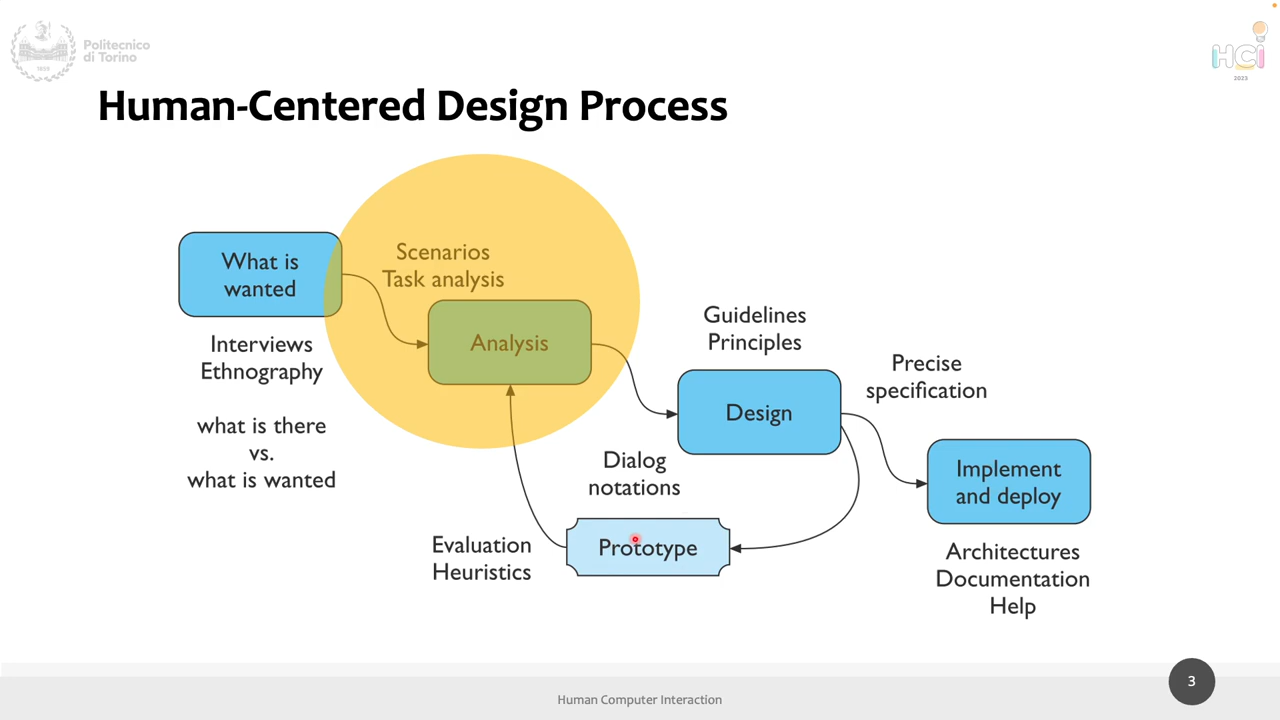 Politecnico
di Torino
1859
HCI
2023
Human-Centered Design Process
What is
wanted
Scenarios
Task analysis
Interviews
Ethnography
Analysis
what is there
vs.
what is wanted
Guidelines
Principles
Design
Precise
specification
Dialog
notations
Implement
and deploy
Prototype
Evaluation
Heuristics
Architectures
Documentation
Help
Human Computer Interaction
3